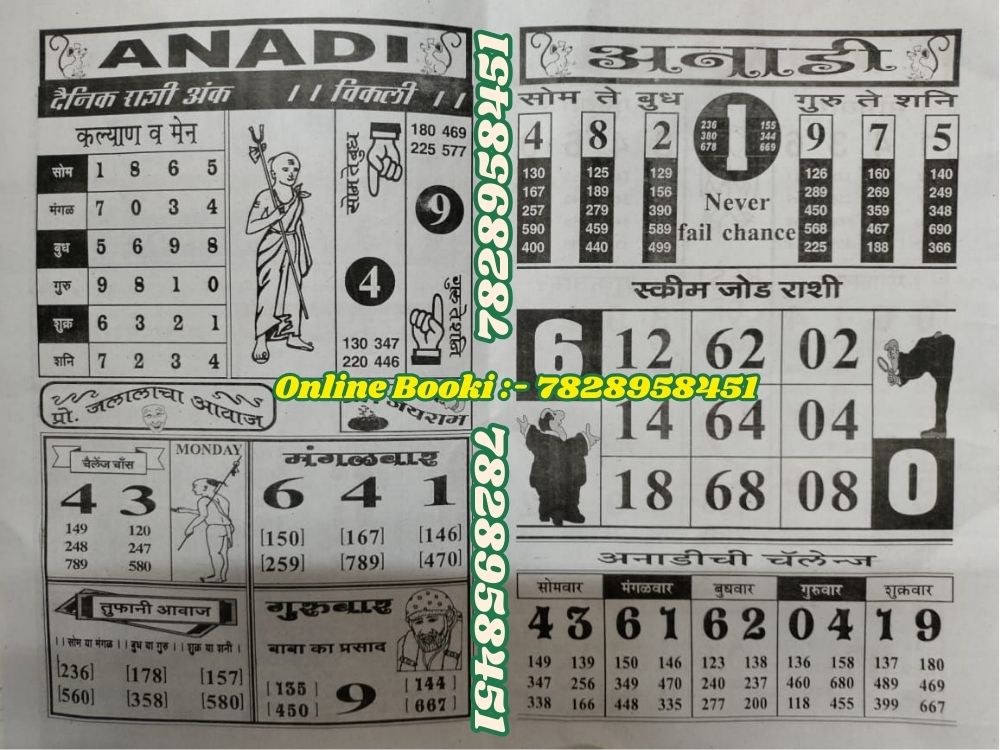 ANADI
दैनिक राशी अंक ।। विकली ।।
कल्याण व मेन
सोम 1 8 6 5
मंगळ 7 0 3 4
बुध 5 6 9 8
गुरु 9 8 1 0
शुक्र 6 3 2 1
शनि 7 2 3 4
सोम ते बुध
180 469
225 577
9
4
गुरु ते शनि
130 347
220 446
प्रो. जलालाचा आवाज
जयराम
चैलेंज चाँस
4 3
149 120
248 247
789 580
MONDAY
मंगळवार
6 4 1
[150] [167] [146]
[259] [789] [470]
तुफानी आवाज
।। सोम या मंगळ ।। बुध या गुरु ।। शुक्र या शनी ।
[236] [178] [157]
[560] [358] [580]
गुरुबार
बाबा का प्रसाद
[135] 9 [144]
[450] [667]
अनाडी
सोम ते बुध
गुरु ते शनि
4 8 2
236 155
380 1 344
678 669
9 7 5
130 125 129
167 189 156
257 279 390
590 459 589
400 440 499
Never
fail chance
126 160 140
289 269 249
450 359 348
568 467 690
225 188 366
स्कीम जोड राशी
6 12 62 02
14 64 04
18 68 08 0
अनाडीची चॅलेन्ज
सोमवार मंगळवार बुधवार गुरुवार शुक्रवार
4 3 6 1 6 2 0 4 1 9
149 139 150 146 123 138 136 158 137 180
347 256 349 470 240 237 460 680 489 469
338 166 448 335 277 200 118 455 399 667
7828958451
Online Booki :- 7828958451
7828958451